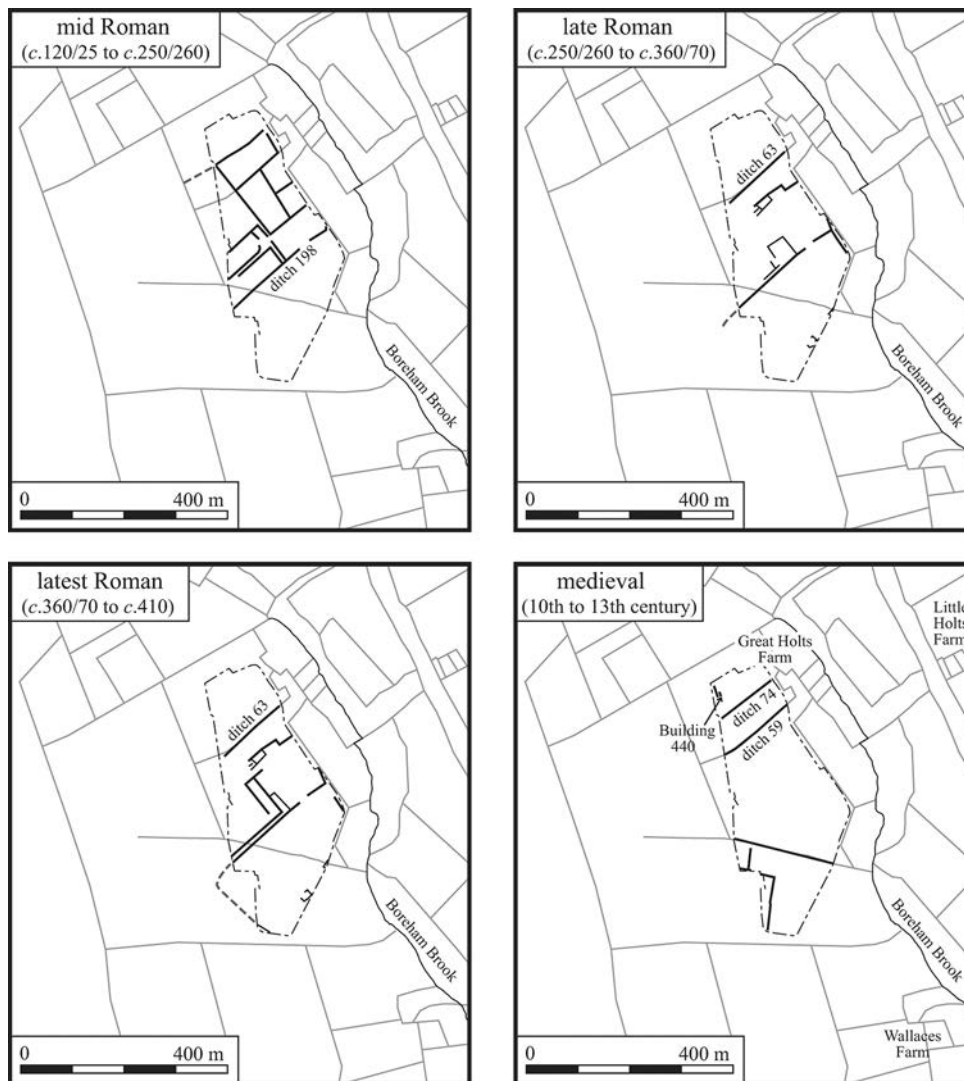 mid Roman
(c.120/25 to c.250/260)
ditch 198
Boreham Brook
0 400 m
late Roman
(c.250/260 to c.360/70)
ditch 63
Boreham Brook
0 400 m
latest Roman
(c.360/70 to c.410)
ditch 63
Boreham Brook
0 400 m
medieval
(10th to 13th century)
Little
Holts
Farm
Great Holts
Farm
ditch 74
Building
440
ditch 59
Boreham Brook
Wallaces
Farm
0 400 m